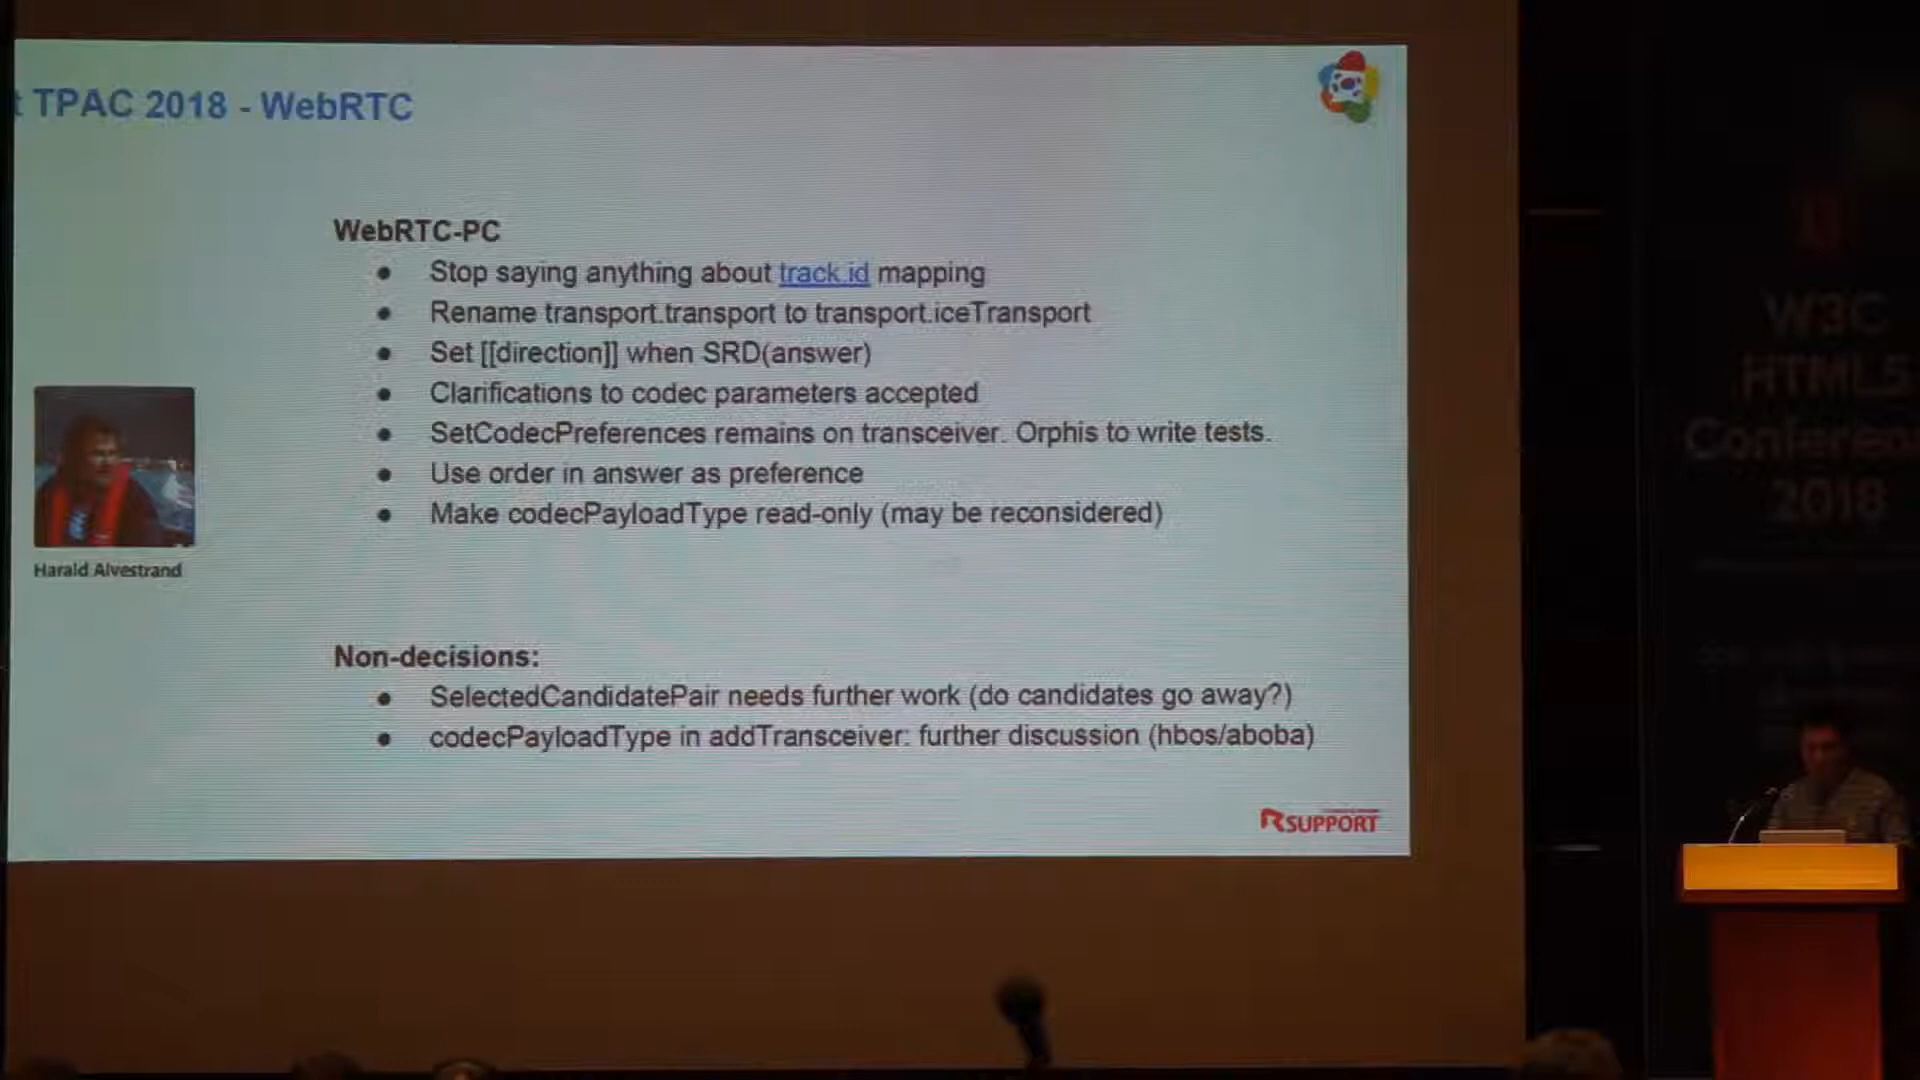 t TPAC 2018 - WebRTC
WebRTC-PC
● Stop saying anything about track.id mapping
● Rename transport.transport to transport.iceTransport
● Set [[direction]] when SRD(answer)
● Clarifications to codec parameters accepted
● SetCodecPreferences remains on transceiver. Orphis to write tests.
● Use order in answer as preference
● Make codecPayloadType read-only (may be reconsidered)
Harald Alvestrand
Non-decisions:
● SelectedCandidatePair needs further work (do candidates go away?)
● codecPayloadType in addTransceiver: further discussion (hbos/aboba)
RSUPPORT
W3C
HTML5
Conferen
2018